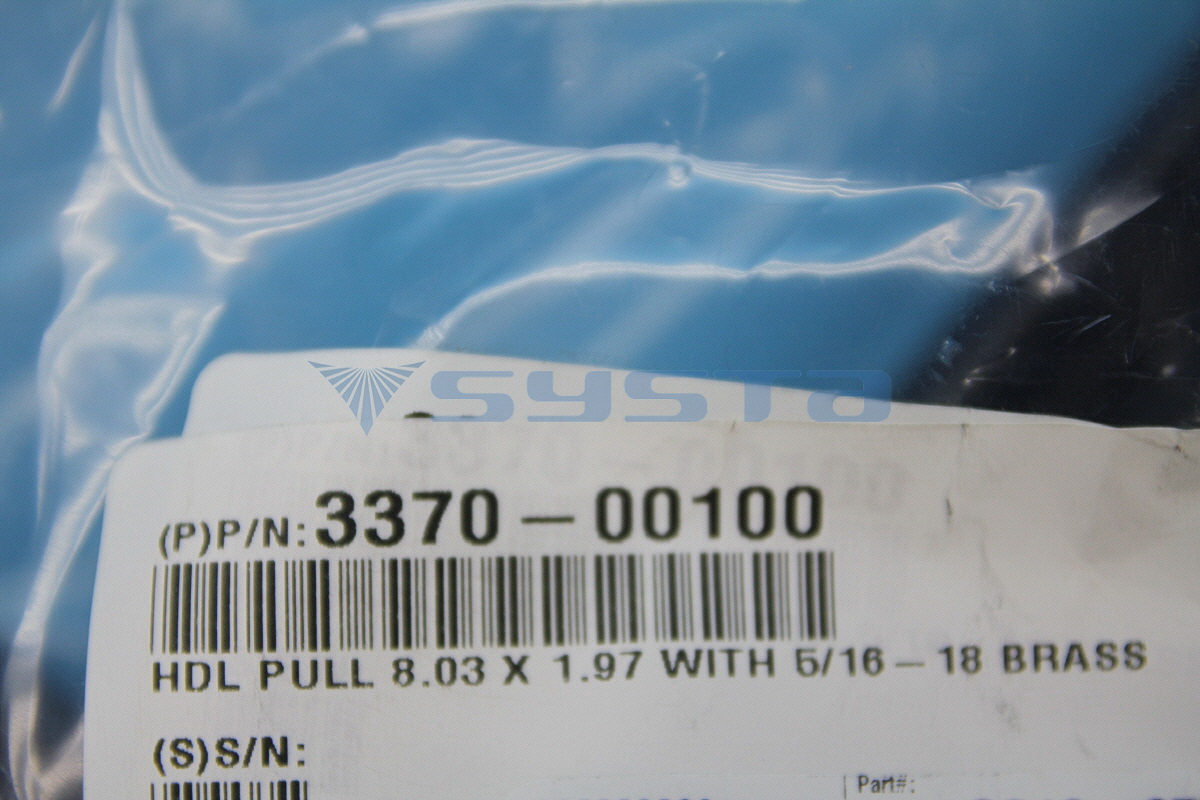 SYSTA
(P)P/N: 3370-00100
HDL PULL 8.03 X 1.97 WITH 5/16-18 BRASS
(S)S/N:
Part#: